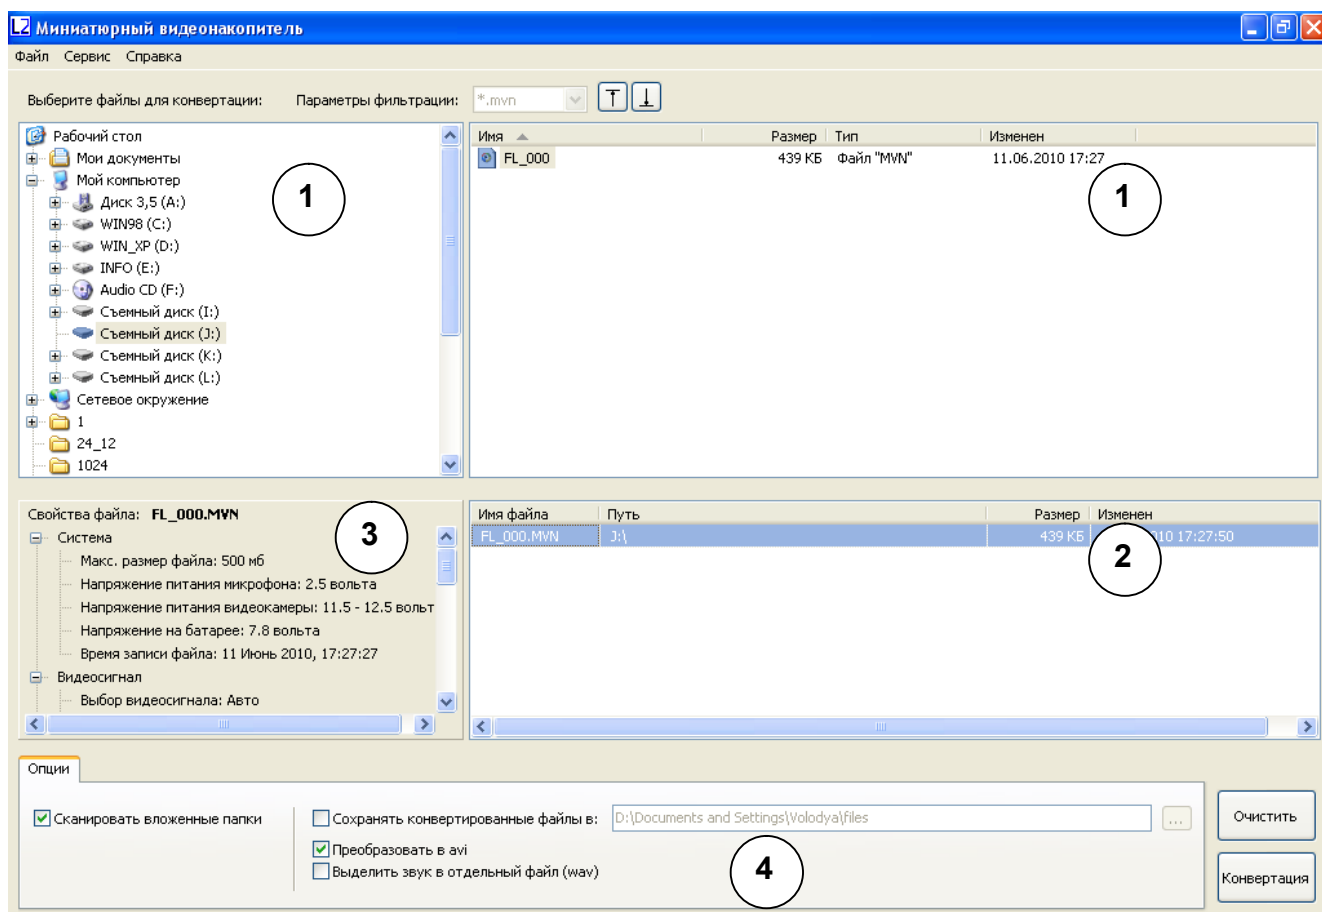 L2 Миниатюрный видеонакопитель
Файл Сервис Справка
Выберите файлы для конвертации: Параметры фильтрации: *.mvn
Рабочий стол
Мои документы
Мой компьютер
Диск 3,5 (A:)
WIN98 (C:)
WIN_XP (D:)
INFO (E:)
Audio CD (F:)
Съемный диск (I:)
Съемный диск (J:)
Съемный диск (K:)
Съемный диск (L:)
Сетевое окружение
1
24_12
1024
1
Имя Размер Тип Изменен
FL_000 439 КБ Файл "MVN" 11.06.2010 17:27
1
Свойства файла: FL_000.MVN
Система
Макс. размер файла: 500 мб
Напряжение питания микрофона: 2.5 вольта
Напряжение питания видеокамеры: 11.5 - 12.5 вольт
Напряжение на батарее: 7.8 вольта
Время записи файла: 11 Июнь 2010, 17:27:27
Видеосигнал
Выбор видеосигнала: Авто
3
Имя файла Путь Размер Изменен
FL_000.MVN J:\ 439 КБ 10 17:27:50
2
Опции
Сканировать вложенные папки
Сохранять конвертированные файлы в: D:\Documents and Settings\Volodya\files ...
Преобразовать в avi
Выделить звук в отдельный файл (wav)
4
Очистить
Конвертация